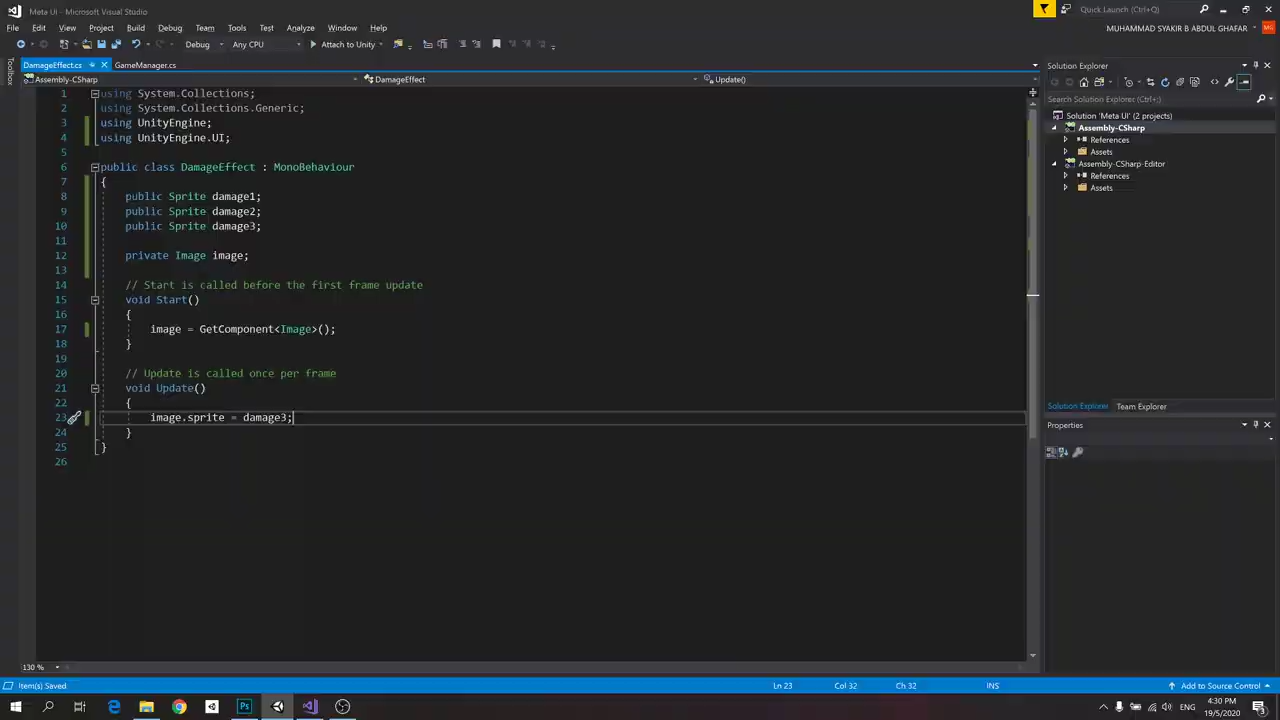 Meta UI - Microsoft Visual Studio
Quick Launch (Ctrl+Q)
File Edit View Project Build Debug Team Tools Test Analyze Window Help
MUHAMMAD SYAKIR B ABDUL GHAFAR MG
Debug Any CPU Attach to Unity
Toolbox
DamageEffect.cs GameManager.cs
Assembly-CSharp DamageEffect Update()
1 using System.Collections;
2 using System.Collections.Generic;
3 using UnityEngine;
4 using UnityEngine.UI;
5
6 public class DamageEffect : MonoBehaviour
7 {
8 public Sprite damage1;
9 public Sprite damage2;
10 public Sprite damage3;
11
12 private Image image;
13
14 // Start is called before the first frame update
15 void Start()
16 {
17 image = GetComponent<Image>();
18 }
19
20 // Update is called once per frame
21 void Update()
22 {
23 image.sprite = damage3;
24 }
25 }
26
130 %
Solution Explorer
Search Solution Explorer (Ctrl+;)
Solution 'Meta UI' (2 projects)
Assembly-CSharp
References
Assets
Assembly-CSharp-Editor
References
Assets
Solution Explorer Team Explorer
Properties
Item(s) Saved Ln 23 Col 32 Ch 32 INS Add to Source Control
Ps
ENG
4:30 PM
19/5/2020